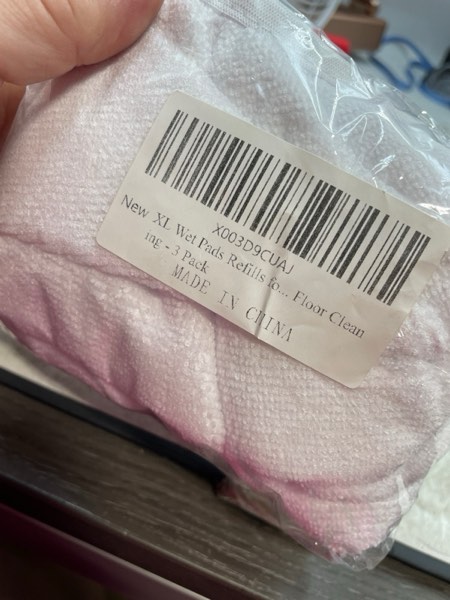 X003D9CUAJ
New XL Wet Pads Refills fo... Floor Clean
ing - 3 Pack
MADE IN CHINA